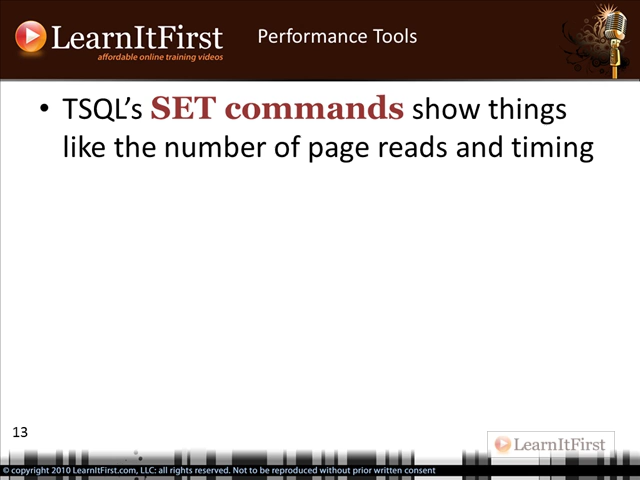 LearnItFirst
affordable online training videos
Performance Tools
• TSQL's SET commands show things
like the number of page reads and timing
13
LearnItFirst
© copyright 2010 LearnItFirst.com, LLC: all rights reserved. Not to be reproduced without prior written consent